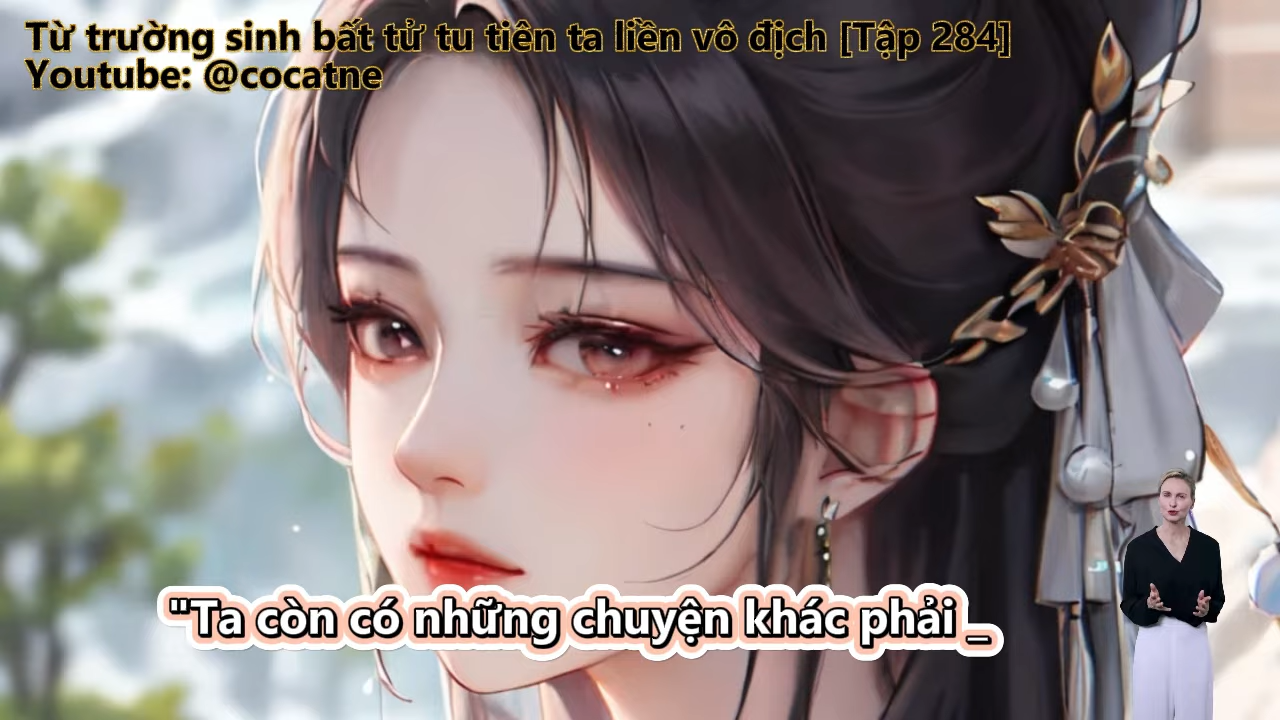 Từ trường sinh bất tử tu tiên ta liền vô địch [Tập 284]
Youtube: @cocatne
"Ta còn có những chuyện khác phải _